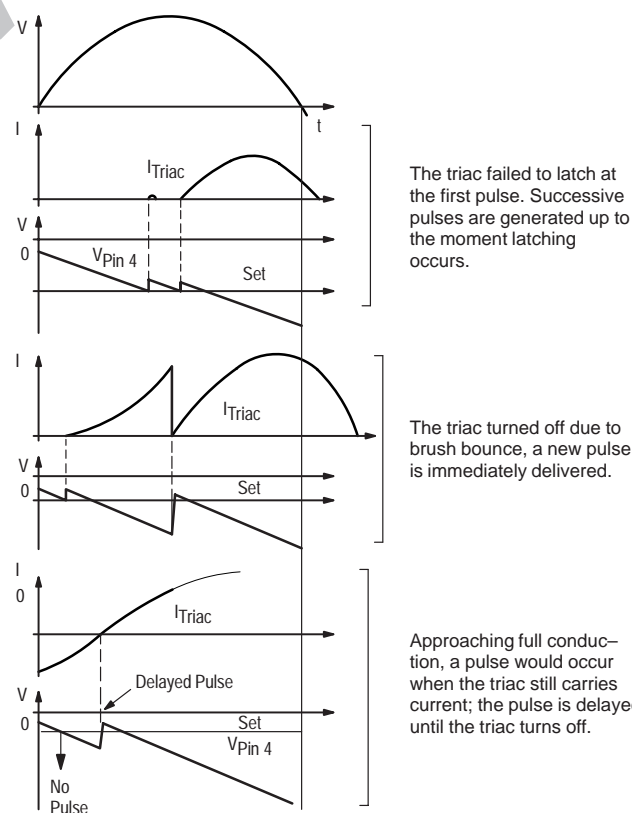 V
t
I
ITriac
The triac failed to latch at
the first pulse. Successive
pulses are generated up to
the moment latching
occurs.
V
0
VPin 4
Set
I
ITriac
The triac turned off due to
brush bounce, a new pulse
is immediately delivered.
V
0
Set
I
0
ITriac
Approaching full conduc–
tion, a pulse would occur
when the triac still carries
current; the pulse is delaye
until the triac turns off.
Delayed Pulse
V
0
Set
VPin 4
No
Pulse